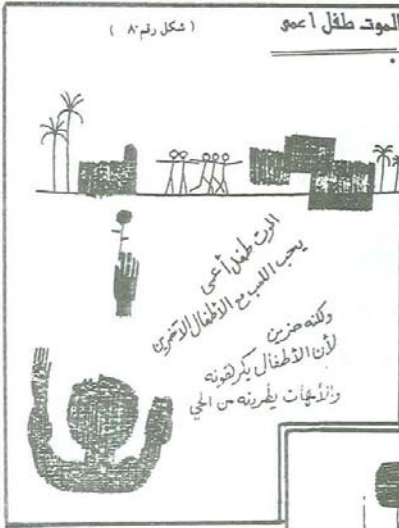 الموت طفل أعمى
( شكل رقم ٨٠ )
الموت طفل أعمى
يحب اللعب مع الأطفال الآخرين
ولكنه حزين
لأن الأطفال يكرهونه
والأمهات يطردنه من الحي